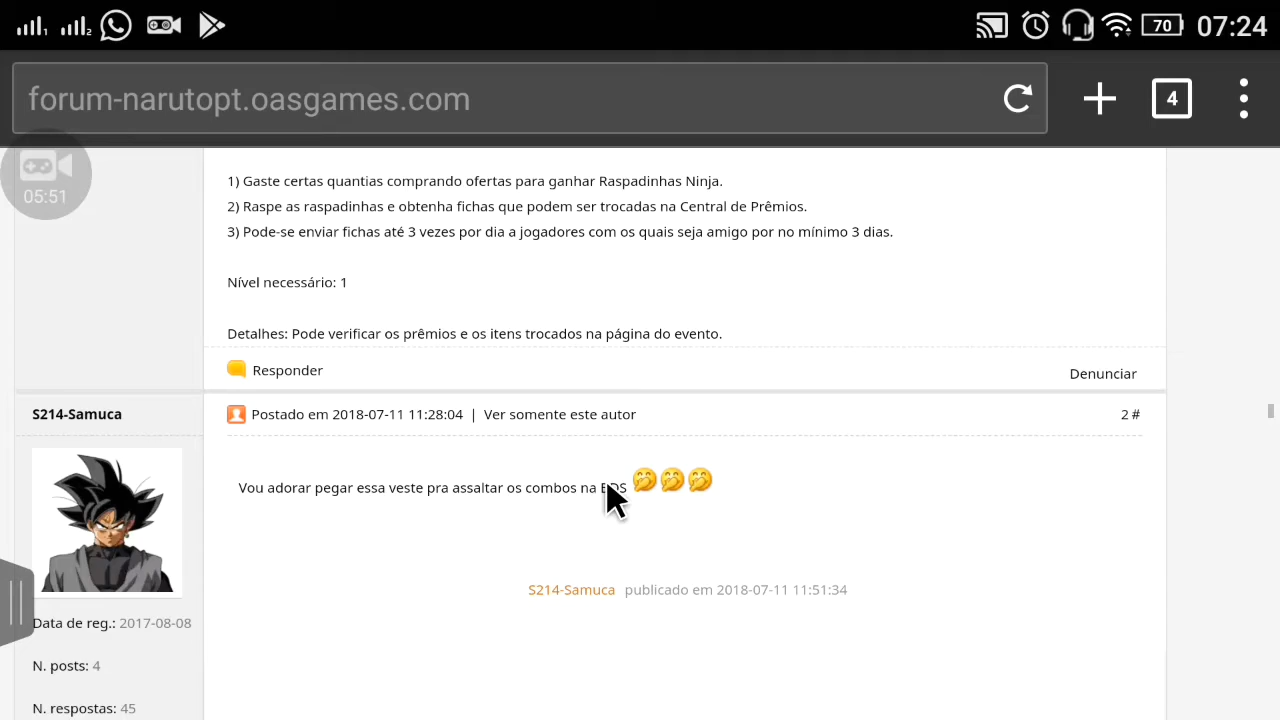 70 07:24
forum-narutopt.oasgames.com
4
05:51
1) Gaste certas quantias comprando ofertas para ganhar Raspadinhas Ninja.
2) Raspe as raspadinhas e obtenha fichas que podem ser trocadas na Central de Prêmios.
3) Pode-se enviar fichas até 3 vezes por dia a jogadores com os quais seja amigo por no mínimo 3 dias.
Nível necessário: 1
Detalhes: Pode verificar os prêmios e os itens trocados na página do evento.
Responder
Denunciar
S214-Samuca
Postado em 2018-07-11 11:28:04 | Ver somente este autor
2 #
Vou adorar pegar essa veste pra assaltar os combos na
S214-Samuca publicado em 2018-07-11 11:51:34
Data de reg.: 2017-08-08
N. posts: 4
N. respostas: 45